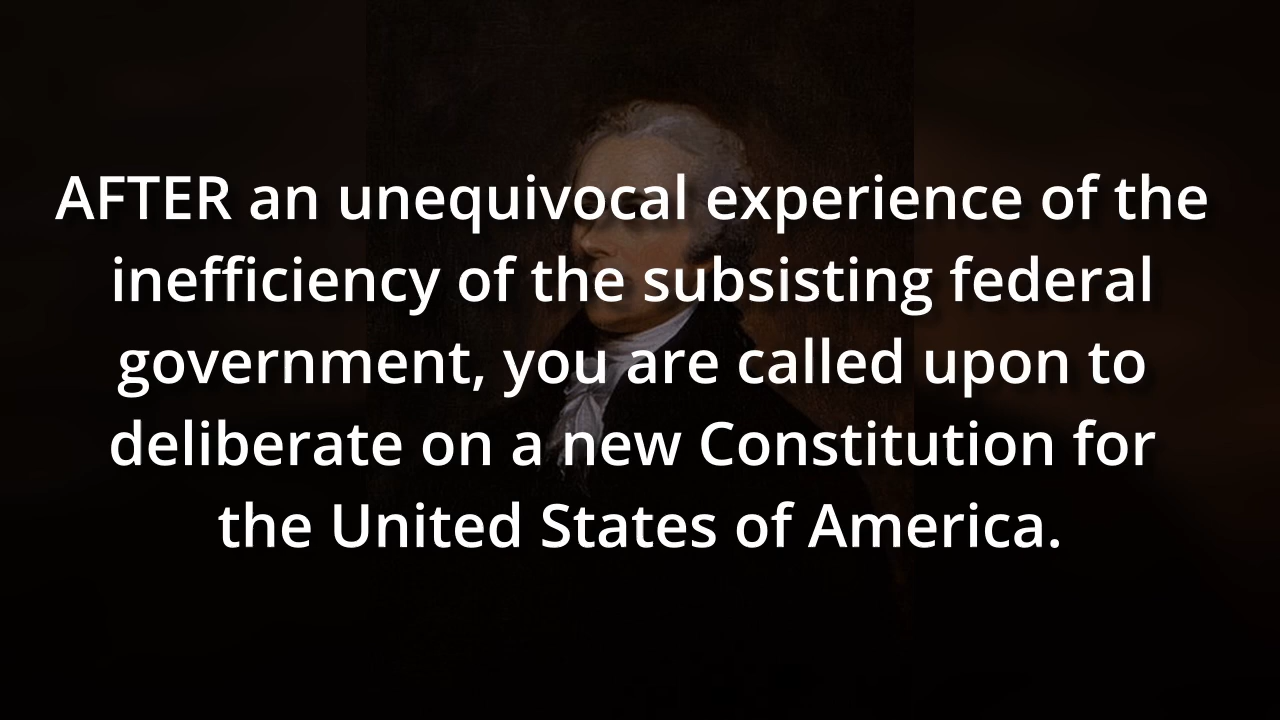 AFTER an unequivocal experience of the
inefficiency of the subsisting federal
government, you are called upon to
deliberate on a new Constitution for
the United States of America.